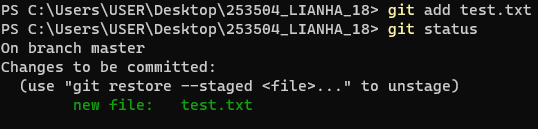 PS C:\Users\USER\Desktop\253504_LIANHA_18> git add test.txt
PS C:\Users\USER\Desktop\253504_LIANHA_18> git status
On branch master
Changes to be committed:
  (use "git restore --staged <file>..." to unstage)
        new file:   test.txt